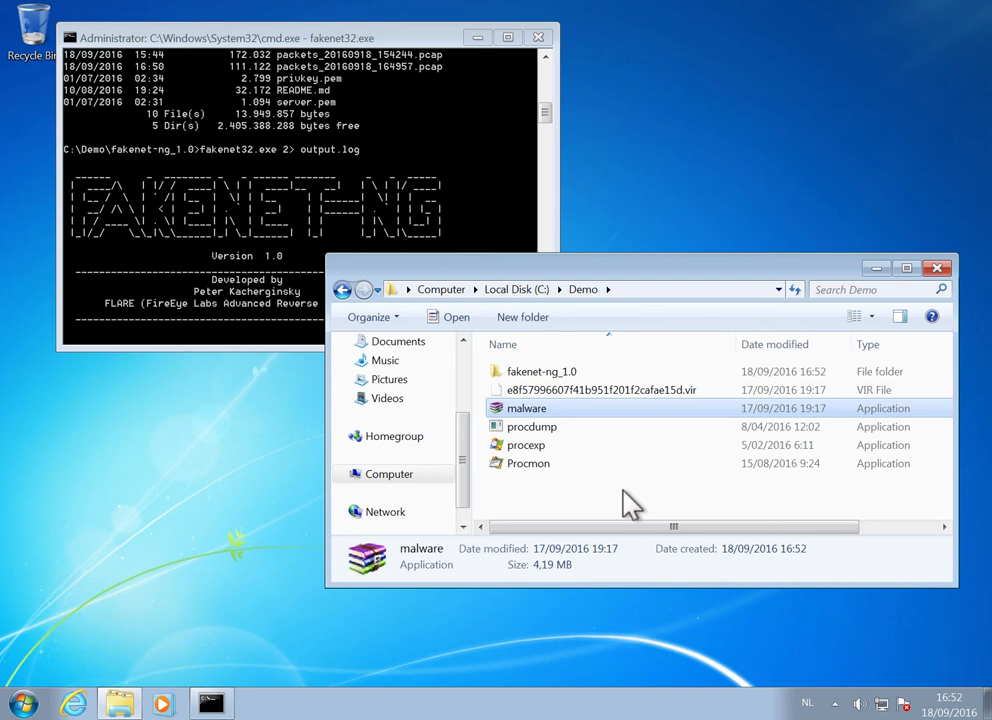 Recycle Bin
Administrator: C:\Windows\System32\cmd.exe - fakenet32.exe
18/09/2016 15:44 172.032 packets_20160918_154244.pcap
18/09/2016 16:50 111.122 packets_20160918_164957.pcap
01/07/2016 02:34 2.799 privkey.pem
10/08/2016 19:24 32.172 README.md
01/07/2016 02:31 1.094 server.pem
10 File(s) 13.949.857 bytes
5 Dir(s) 2.405.388.288 bytes free
C:\Demo\fakenet-ng_1.0>fakenet32.exe 2> output.log
FAKENET-NG
Version 1.0
Developed by
Peter Kacherginsky
FLARE (FireEye Labs Advanced Reverse
Computer Local Disk (C:) Demo
Search Demo
Organize Open New folder
Documents
Music
Pictures
Videos
Homegroup
Computer
Network
Name Date modified Type
fakenet-ng_1.0 18/09/2016 16:52 File folder
e8f57996607f41b951f201f2cafae15d.vir 17/09/2016 19:17 VIR File
malware 17/09/2016 19:17 Application
procdump 8/04/2016 12:02 Application
procexp 5/02/2016 6:11 Application
Procmon 15/08/2016 9:24 Application
malware Date modified: 17/09/2016 19:17 Date created: 18/09/2016 16:52
Application Size: 4,19 MB
NL
16:52
18/09/2016